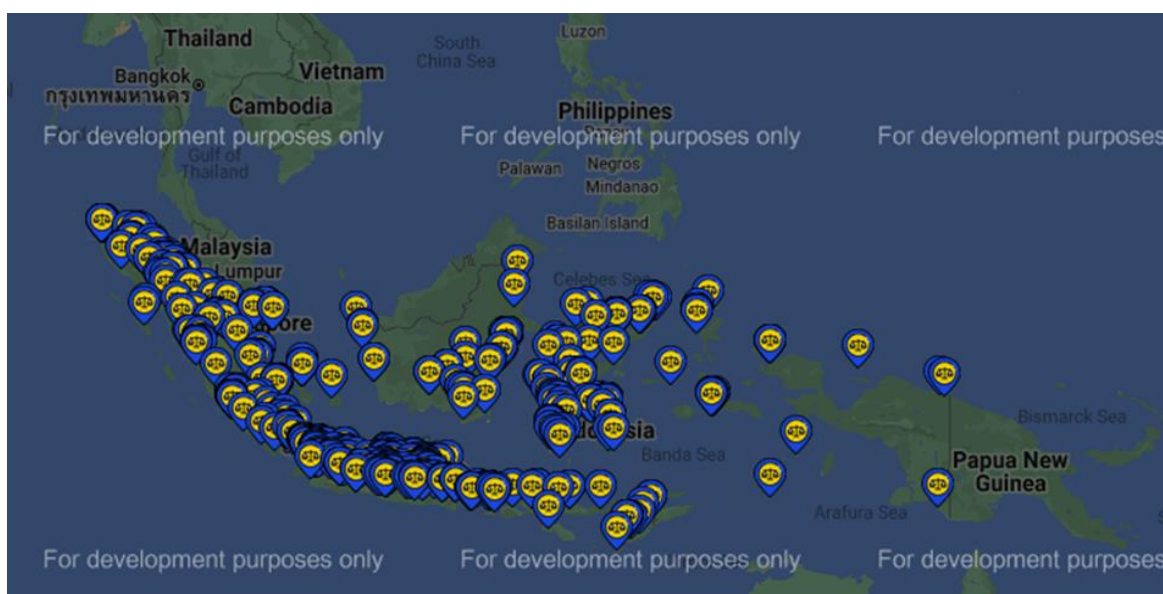 Thailand
Luzon
South
China Sea
Vietnam
Bangkok
กรุงเทพมหานคร
Cambodia
Philippines
For development purposes only
For development purposes only
For development purposes
Gulf of
Thailand
Palawan
Negros
Mindanao
Basilan Island
Malaysia
Lumpur
Celebes Sea
Bismarck Sea
Banda Sea
Papua New
Guinea
Arafura Sea
For development purposes only
For development purposes only
For development purposes